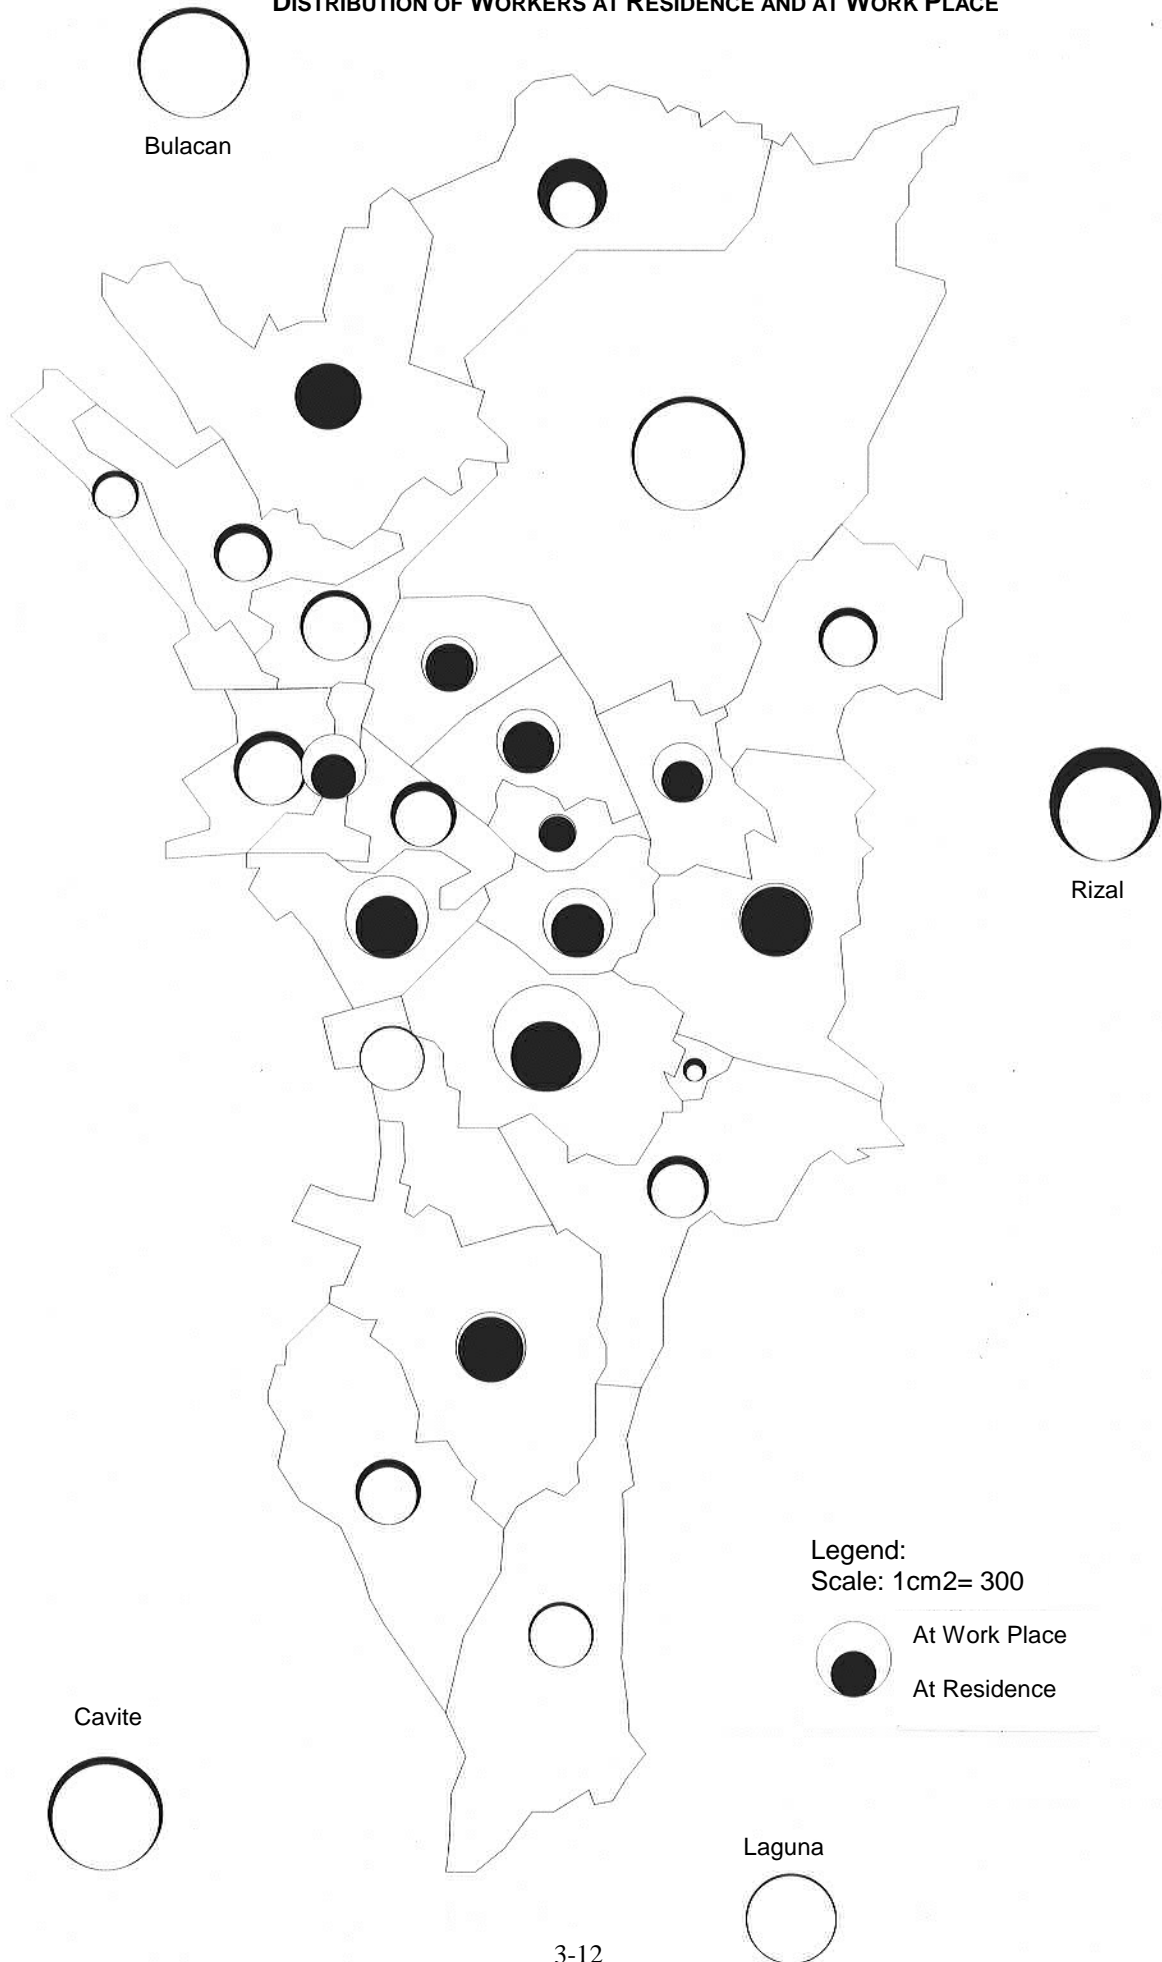 DISTRIBUTION OF WORKERS AT RESIDENCE AND AT WORK PLACE
Bulacan
Rizal
Legend:
Scale: 1cm2= 300
At Work Place
At Residence
Cavite
Laguna
3-12